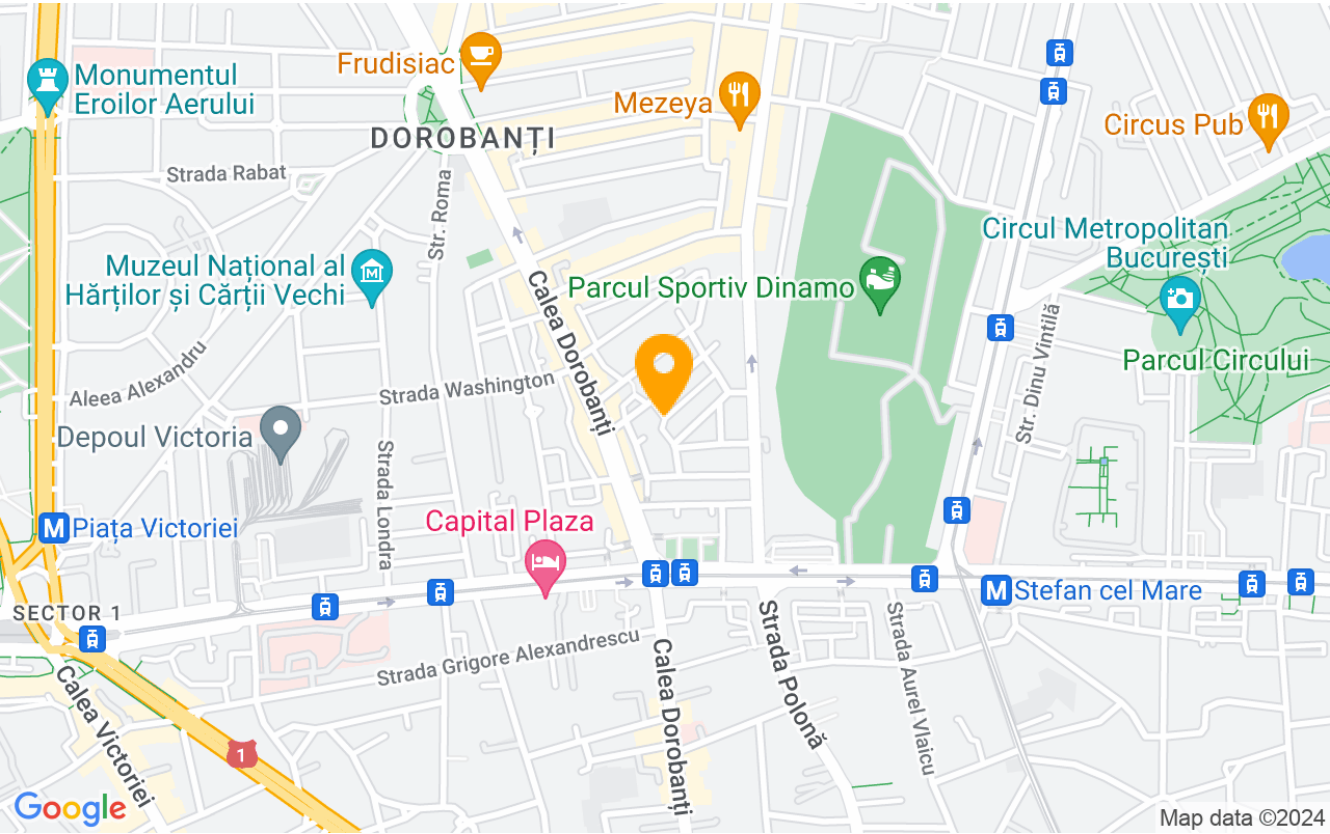 Frudisiac
Monumentul
Eroilor Aerului
Mezeya
Circus Pub
DOROBANȚI
Strada Rabat
Str. Roma
Circul Metropolitan
București
Muzeul Național al
Hărților și Cărții Vechi
Calea Dorobanți
Parcul Sportiv Dinamo
Str. Dinu Vintilă
Parcul Circului
Aleea Alexandru
Strada Washington
Depoul Victoria
Strada Londra
M Piața Victoriei
Capital Plaza
M Stefan cel Mare
SECTOR 1
Strada Grigore Alexandrescu
Calea Dorobanți
Strada Polonă
Strada Aurel Vlaicu
Calea Victoriei
1
Google
Map data ©2024